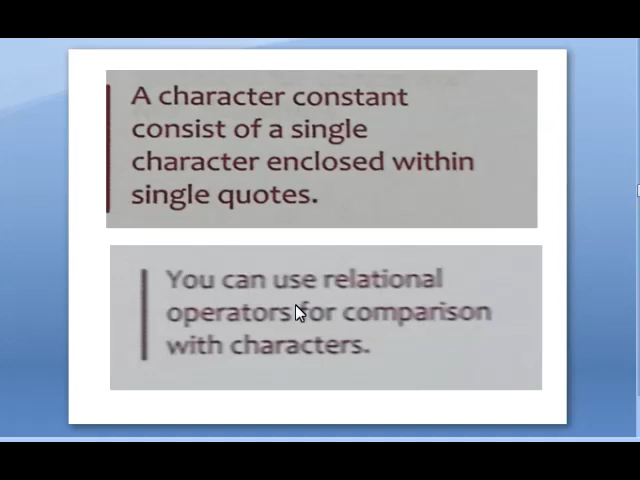 A character constant
consist of a single
character enclosed within
single quotes.
You can use relational
operators for comparison
with characters.